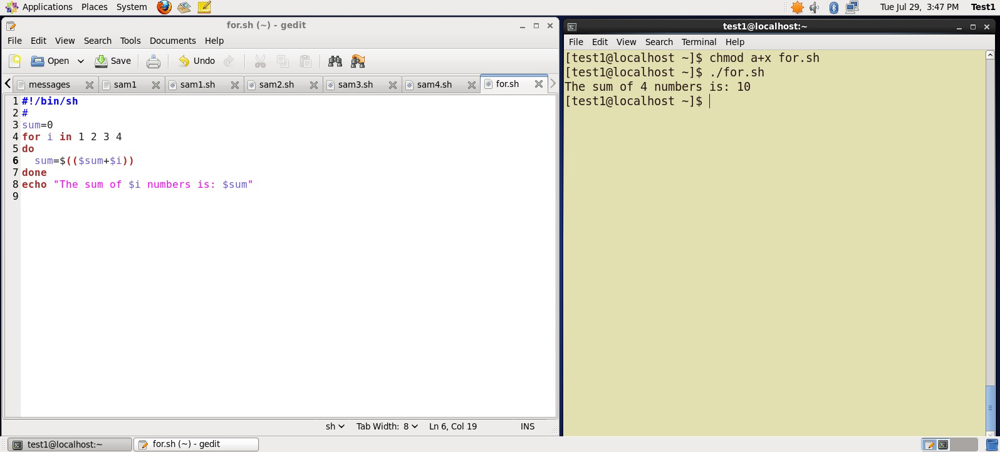 Applications Places System Tue Jul 29, 3:47 PM Test1
for.sh (~) - gedit
File Edit View Search Tools Documents Help
Open Save Undo
messages sam1 sam1.sh sam2.sh sam3.sh sam4.sh for.sh
1 #!/bin/sh
2 #
3 sum=0
4 for i in 1 2 3 4
5 do
6   sum=$(($sum+$i))
7 done
8 echo "The sum of $i numbers is: $sum"
9
sh Tab Width: 8 Ln 6, Col 19 INS
test1@localhost:~
File Edit View Search Terminal Help
[test1@localhost ~]$ chmod a+x for.sh
[test1@localhost ~]$ ./for.sh
The sum of 4 numbers is: 10
[test1@localhost ~]$
test1@localhost:~ for.sh (~) - gedit